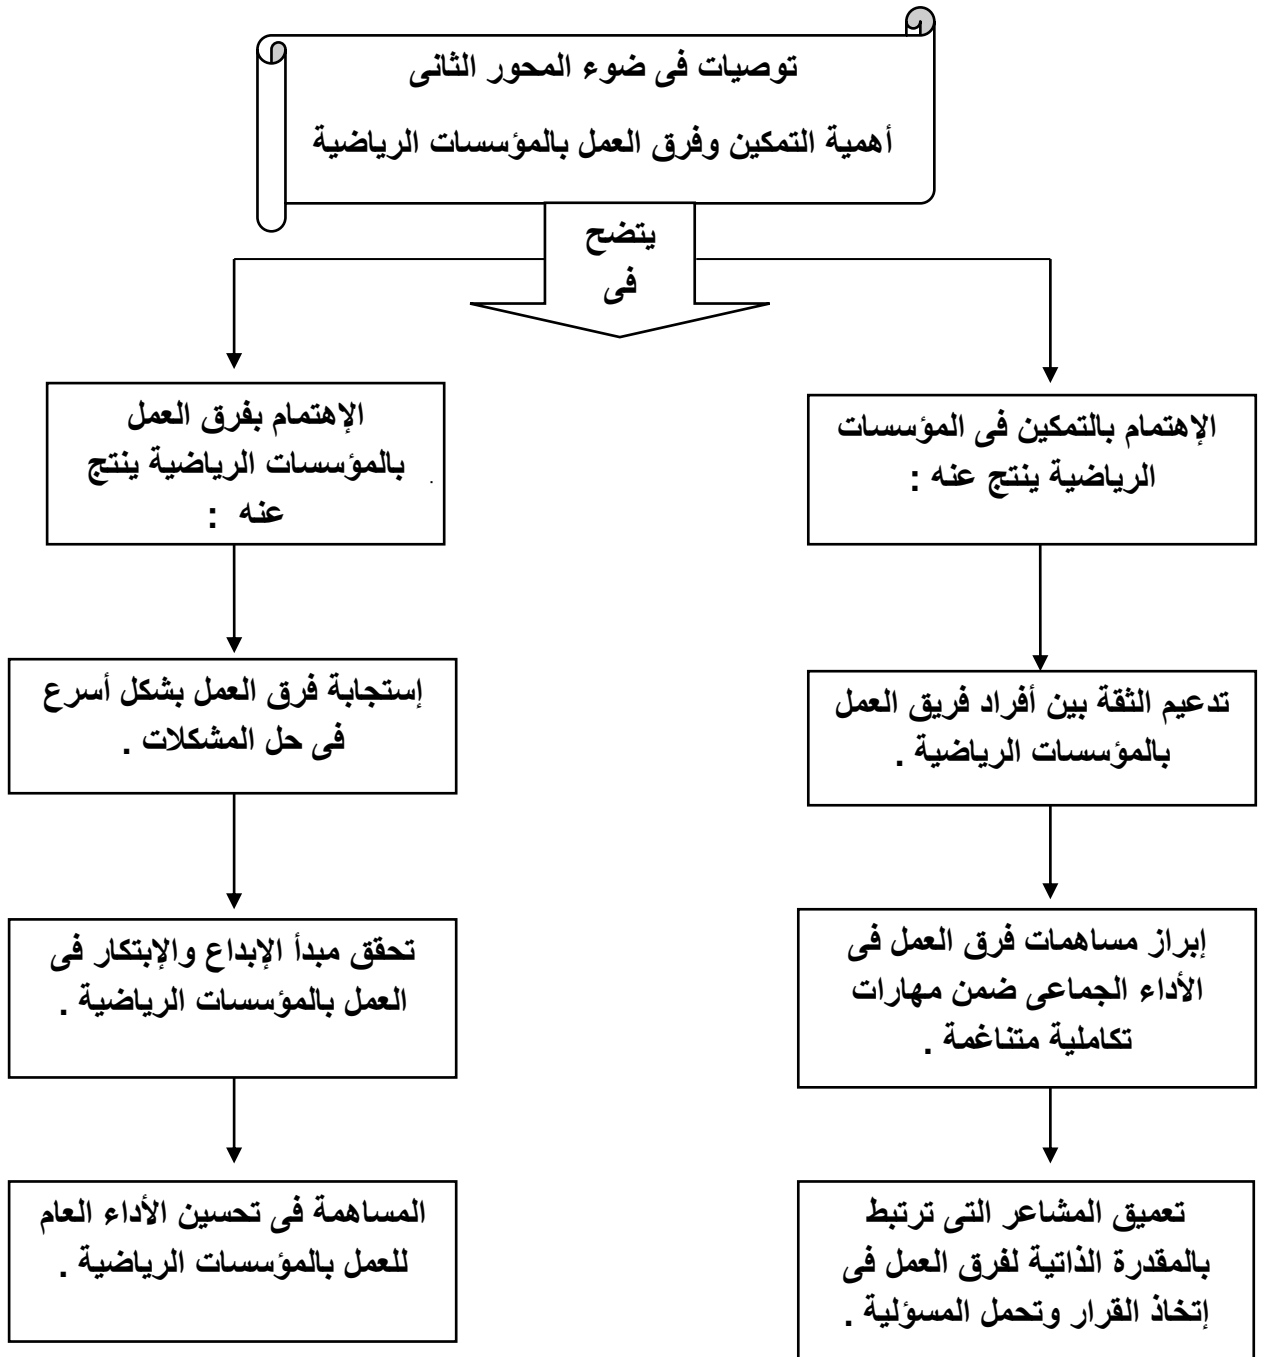 توصيات فى ضوء المحور الثانى
أهمية التمكين وفرق العمل بالمؤسسات الرياضية
يتضح
فى
الإهتمام بالتمكين فى المؤسسات
الرياضية ينتج عنه :
تدعيم الثقة بين أفراد فريق العمل
بالمؤسسات الرياضية .
إبراز مساهمات فرق العمل فى
الأداء الجماعى ضمن مهارات
تكاملية متناغمة .
تعميق المشاعر التى ترتبط
بالمقدرة الذاتية لفرق العمل فى
إتخاذ القرار وتحمل المسؤلية .
الإهتمام بفرق العمل
بالمؤسسات الرياضية ينتج
عنه :
إستجابة فرق العمل بشكل أسرع
فى حل المشكلات .
تحقق مبدأ الإبداع والإبتكار فى
العمل بالمؤسسات الرياضية .
المساهمة فى تحسين الأداء العام
للعمل بالمؤسسات الرياضية .